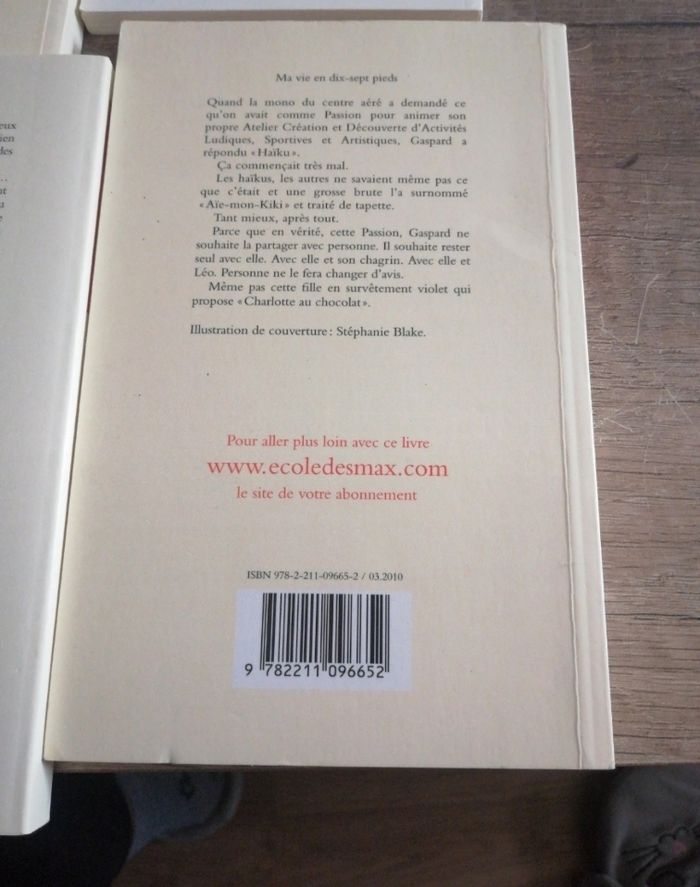 Ma vie en dix-sept pieds
Quand la mono du centre aéré a demandé ce
qu'on avait comme Passion pour animer son
propre Atelier Création et Découverte d'Activités
Ludiques, Sportives et Artistiques, Gaspard a
répondu « Haïku ».
Ça commençait très mal.
Les haïkus, les autres ne savaient même pas ce
que c'était et une grosse brute l'a surnommé
« Aïe-mon-Kiki » et traité de tapette.
Tant mieux, après tout.
Parce que en vérité, cette Passion, Gaspard ne
souhaite la partager avec personne. Il souhaite rester
seul avec elle. Avec elle et son chagrin. Avec elle et
Léo. Personne ne le fera changer d'avis.
Même pas cette fille en survêtement violet qui
propose « Charlotte au chocolat ».
Illustration de couverture : Stéphanie Blake.
Pour aller plus loin avec ce livre
www.ecoledesmax.com
le site de votre abonnement
ISBN 978-2-211-09665-2 / 03.2010
9 782211 096652